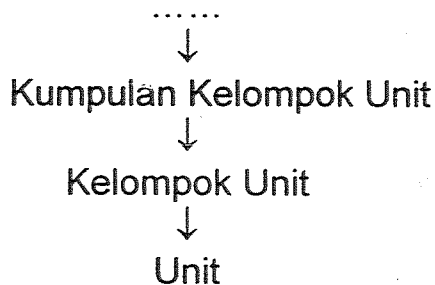 ......
↓
Kumpulan Kelompok Unit
↓
Kelompok Unit
↓
Unit